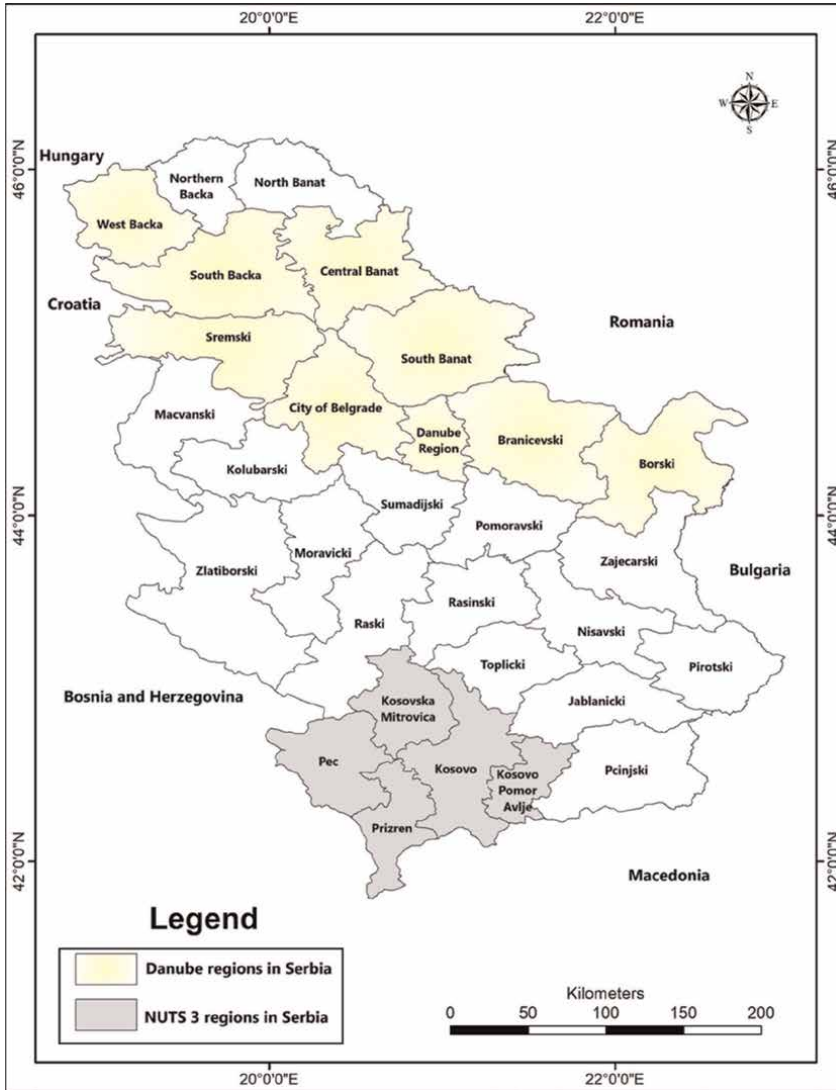 20°0'0"E
22°0'0"E
N
W
E
S
46°0'0"N
46°0'0"N
Hungary
Northern
Backa
North Banat
West Backa
South Backa
Central Banat
Croatia
Romania
Sremski
South Banat
Macvanski
City of Belgrade
Danube
Region
Branicevski
Borski
Kolubarski
44°0'0"N
44°0'0"N
Sumadijski
Pomoravski
Zlatiborski
Moravicki
Zajecarski
Bulgaria
Raski
Rasinski
Nisavski
Toplicki
Pirotski
Bosnia and Herzegovina
Kosovska
Mitrovica
Jablanicki
Pec
Kosovo
Kosovo
Pomor
Avlje
Pcinjski
Prizren
42°0'0"N
42°0'0"N
Macedonia
Legend
Danube regions in Serbia
NUTS 3 regions in Serbia
Kilometers
0 50 100 150 200
20°0'0"E
22°0'0"E